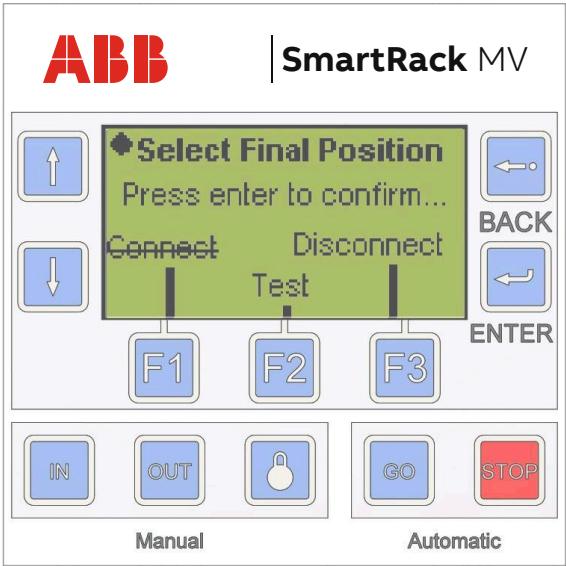 ABB SmartRack MV
Select Final Position
Press enter to confirm...
Connect Disconnect
Test
BACK
ENTER
F1 F2 F3
IN OUT GO STOP
Manual Automatic